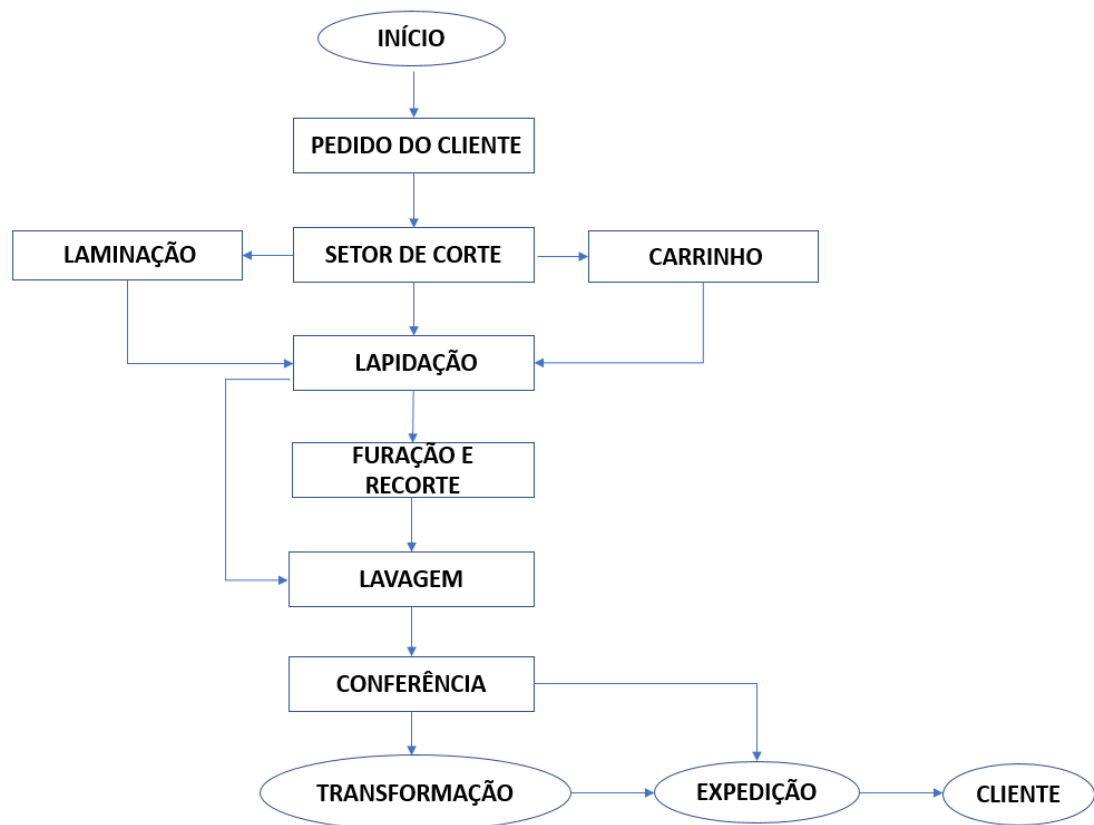 INÍCIO
PEDIDO DO CLIENTE
LAMINAÇÃO
SETOR DE CORTE
CARRINHO
LAPIDAÇÃO
FURAÇÃO E
RECORTE
LAVAGEM
CONFERÊNCIA
TRANSFORMAÇÃO
EXPEDIÇÃO
CLIENTE